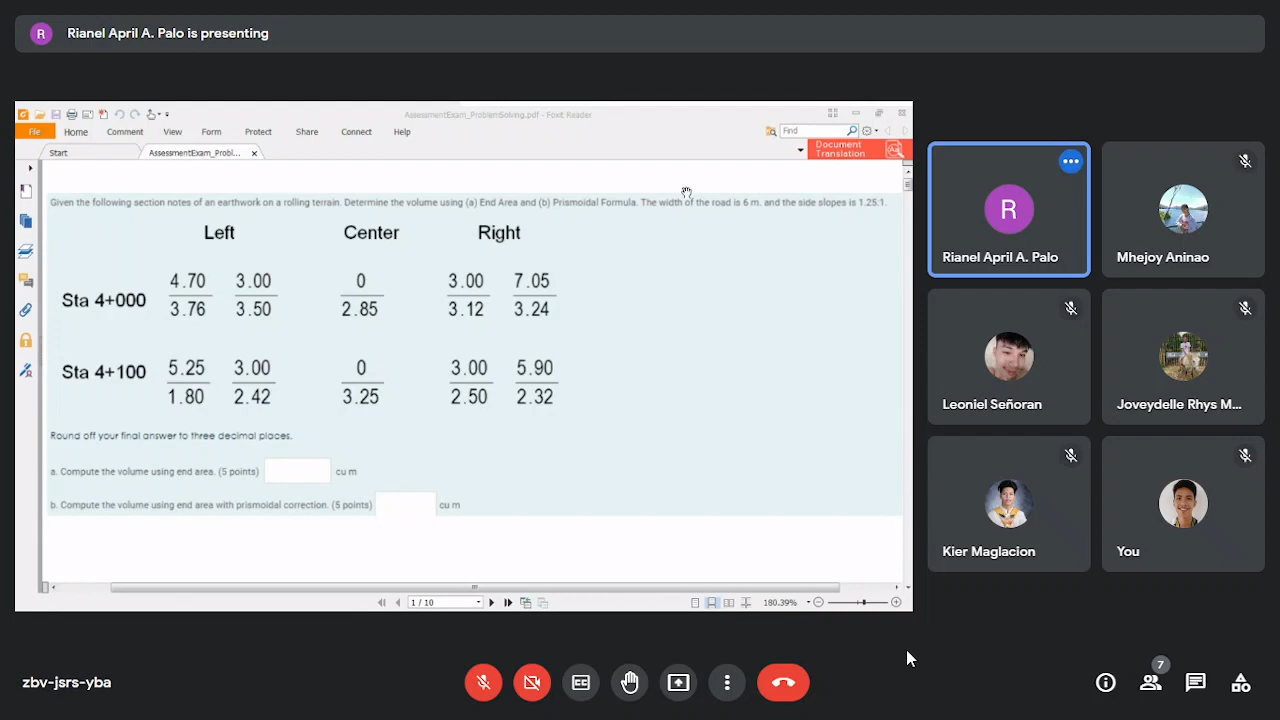 R Rianel April A. Palo is presenting
AssessmentExam_ProblemSolving.pdf - Foxit Reader
File Home Comment View Form Protect Share Connect Help Find
Start AssessmentExam_Probl... Document Translation
Given the following section notes of an earthwork on a rolling terrain. Determine the volume using (a) End Area and (b) Prismoidal Formula. The width of the road is 6 m. and the side slopes is 1.25:1.
Left Center Right
4.70 3.00 0 3.00 7.05
Sta 4+000
3.76 3.50 2.85 3.12 3.24
5.25 3.00 0 3.00 5.90
Sta 4+100
1.80 2.42 3.25 2.50 2.32
Round off your final answer to three decimal places.
a. Compute the volume using end area. (5 points) cu m
b. Compute the volume using end area with prismoidal correction. (5 points) cu m
1 / 10 180.39%
R
Rianel April A. Palo
Mhejoy Aninao
Leoniel Señoran
Joveydelle Rhys M...
Kier Maglacion
You
zbv-jsrs-yba
7